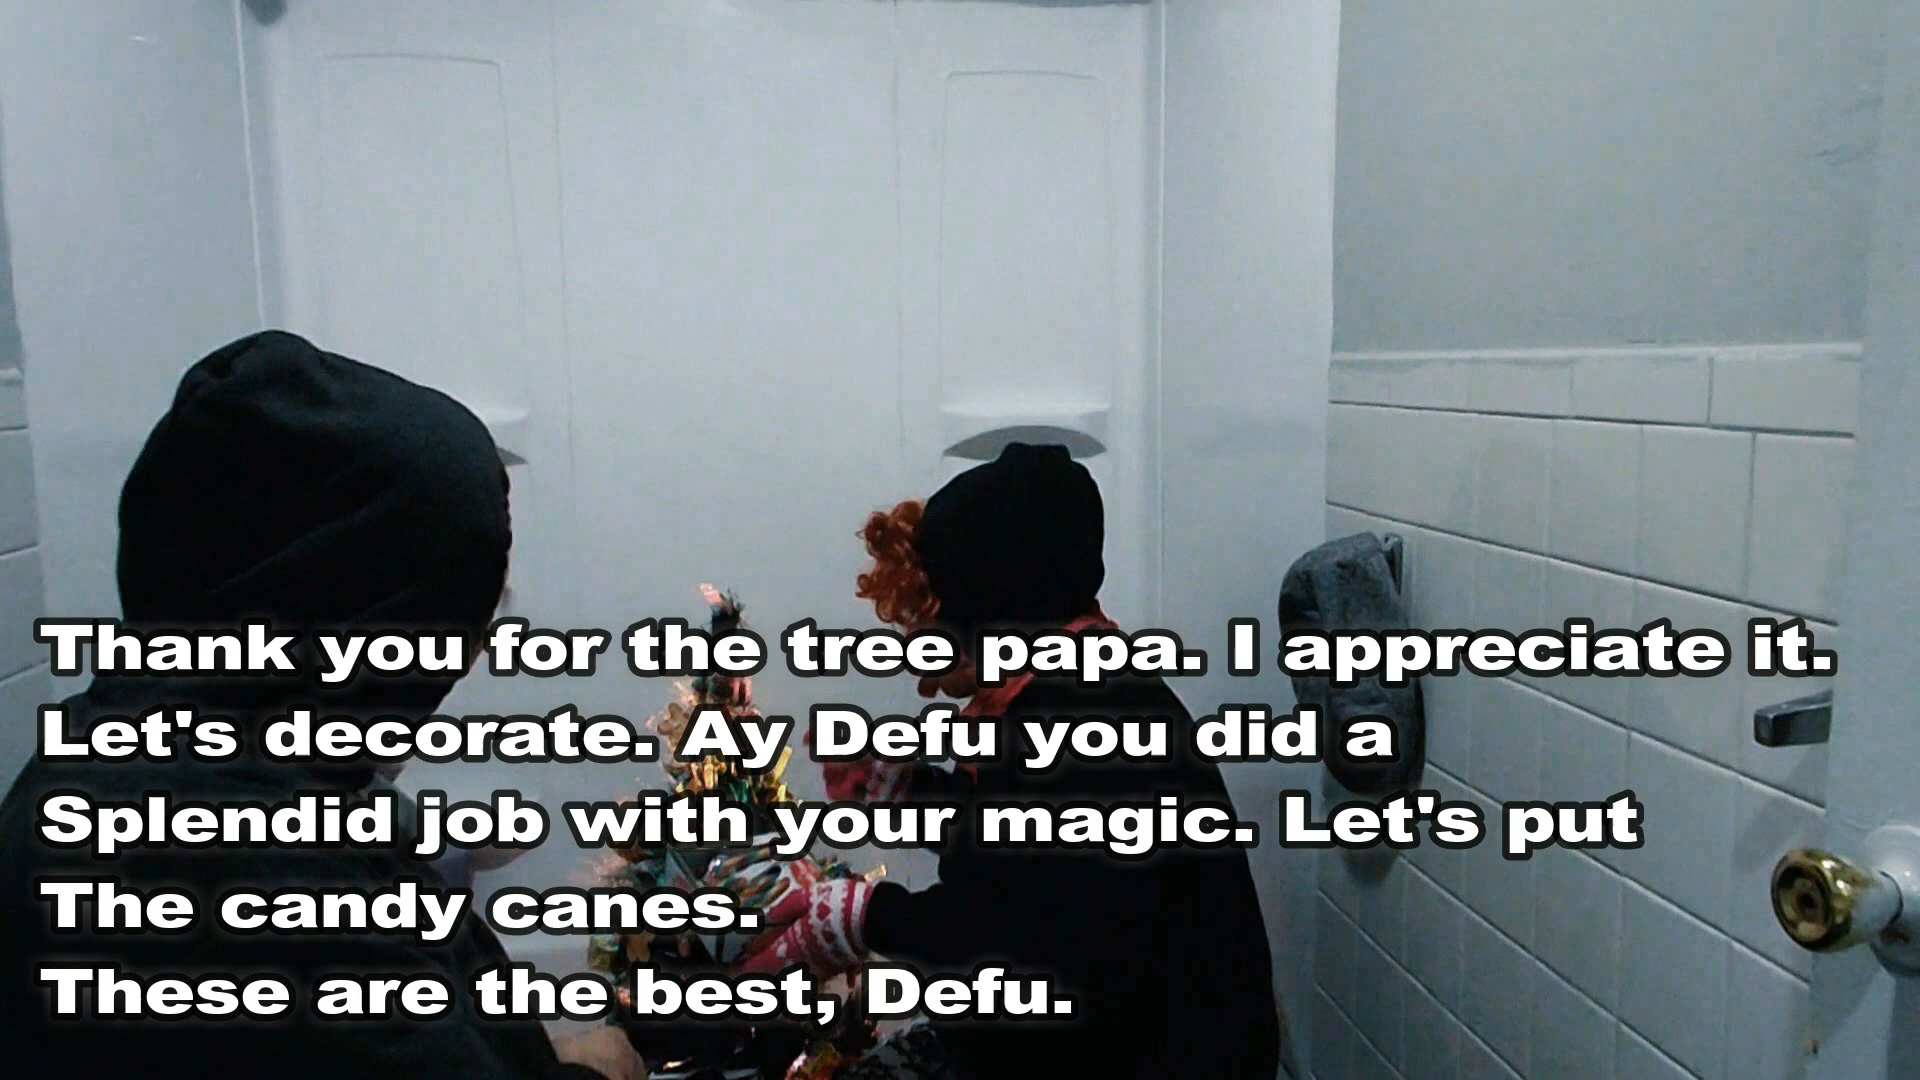 Thank you for the tree papa. I appreciate it.
Let's decorate. Ay Defu you did a
Splendid job with your magic. Let's put
The candy canes.
These are the best, Defu.